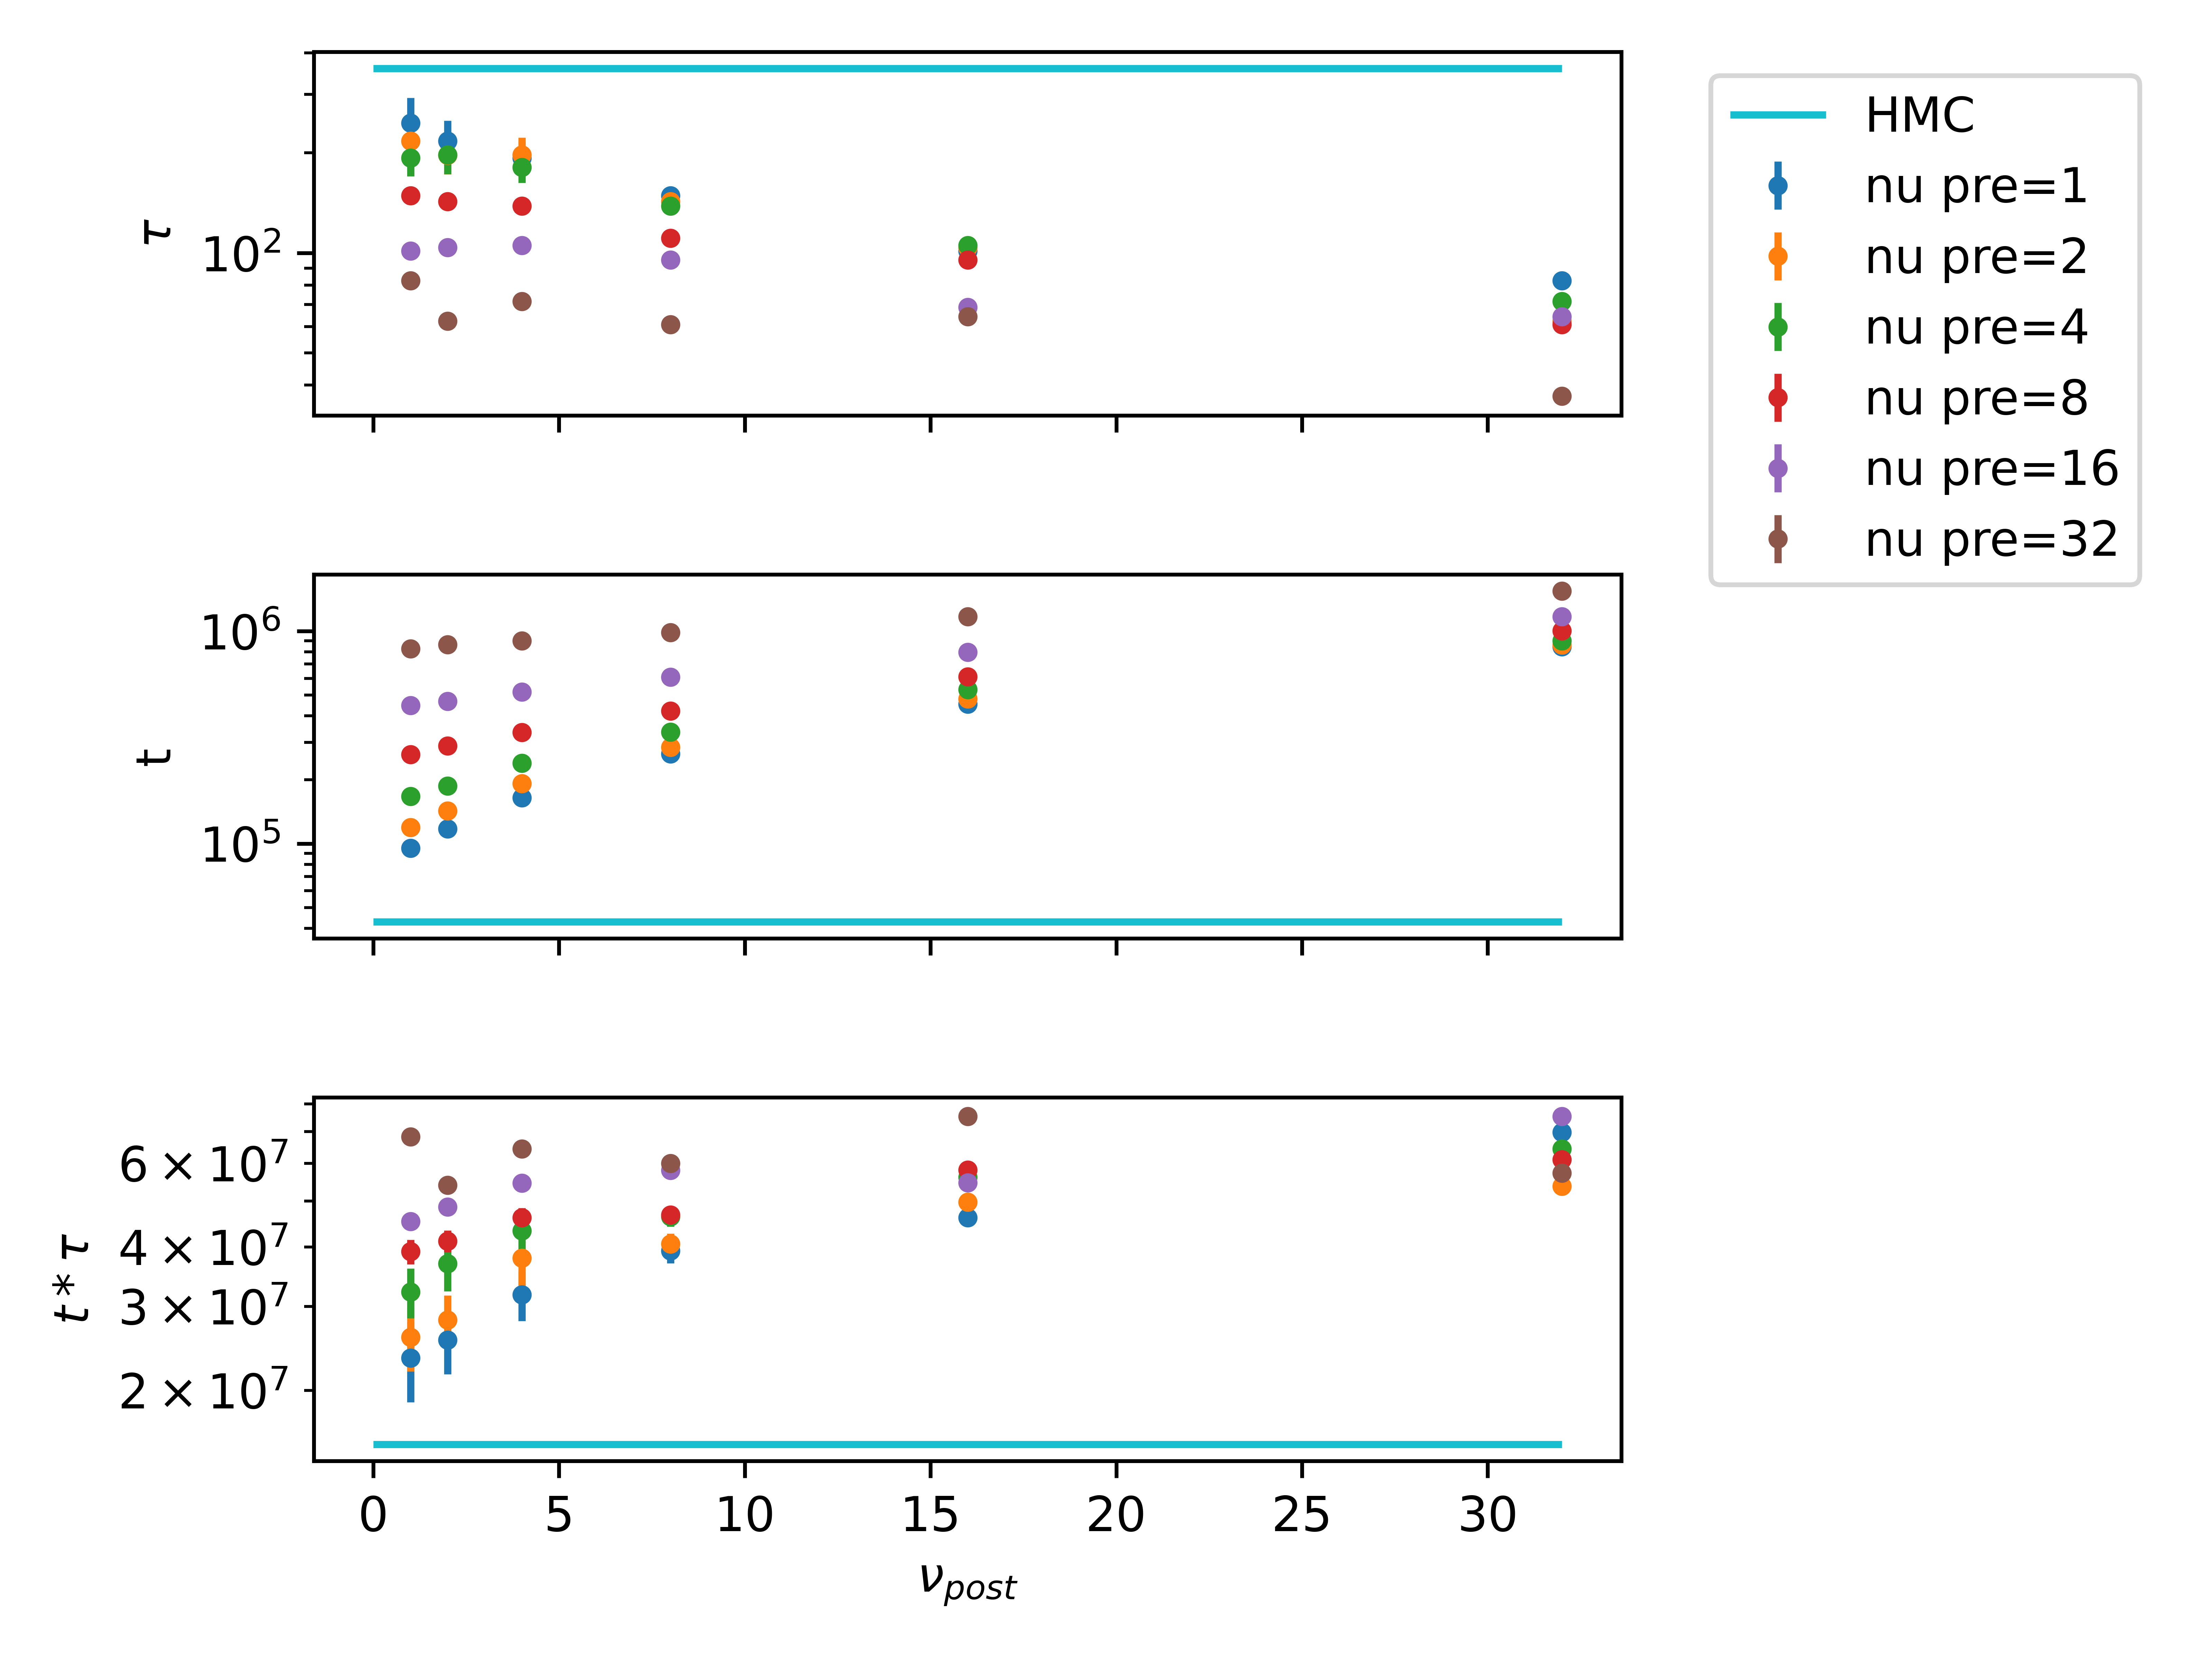 τ
10²
HMC
nu pre=1
nu pre=2
nu pre=4
nu pre=8
nu pre=16
nu pre=32
t
10⁶
10⁵
t * τ
6 × 10⁷
4 × 10⁷
3 × 10⁷
2 × 10⁷
0 5 10 15 20 25 30
ν_post